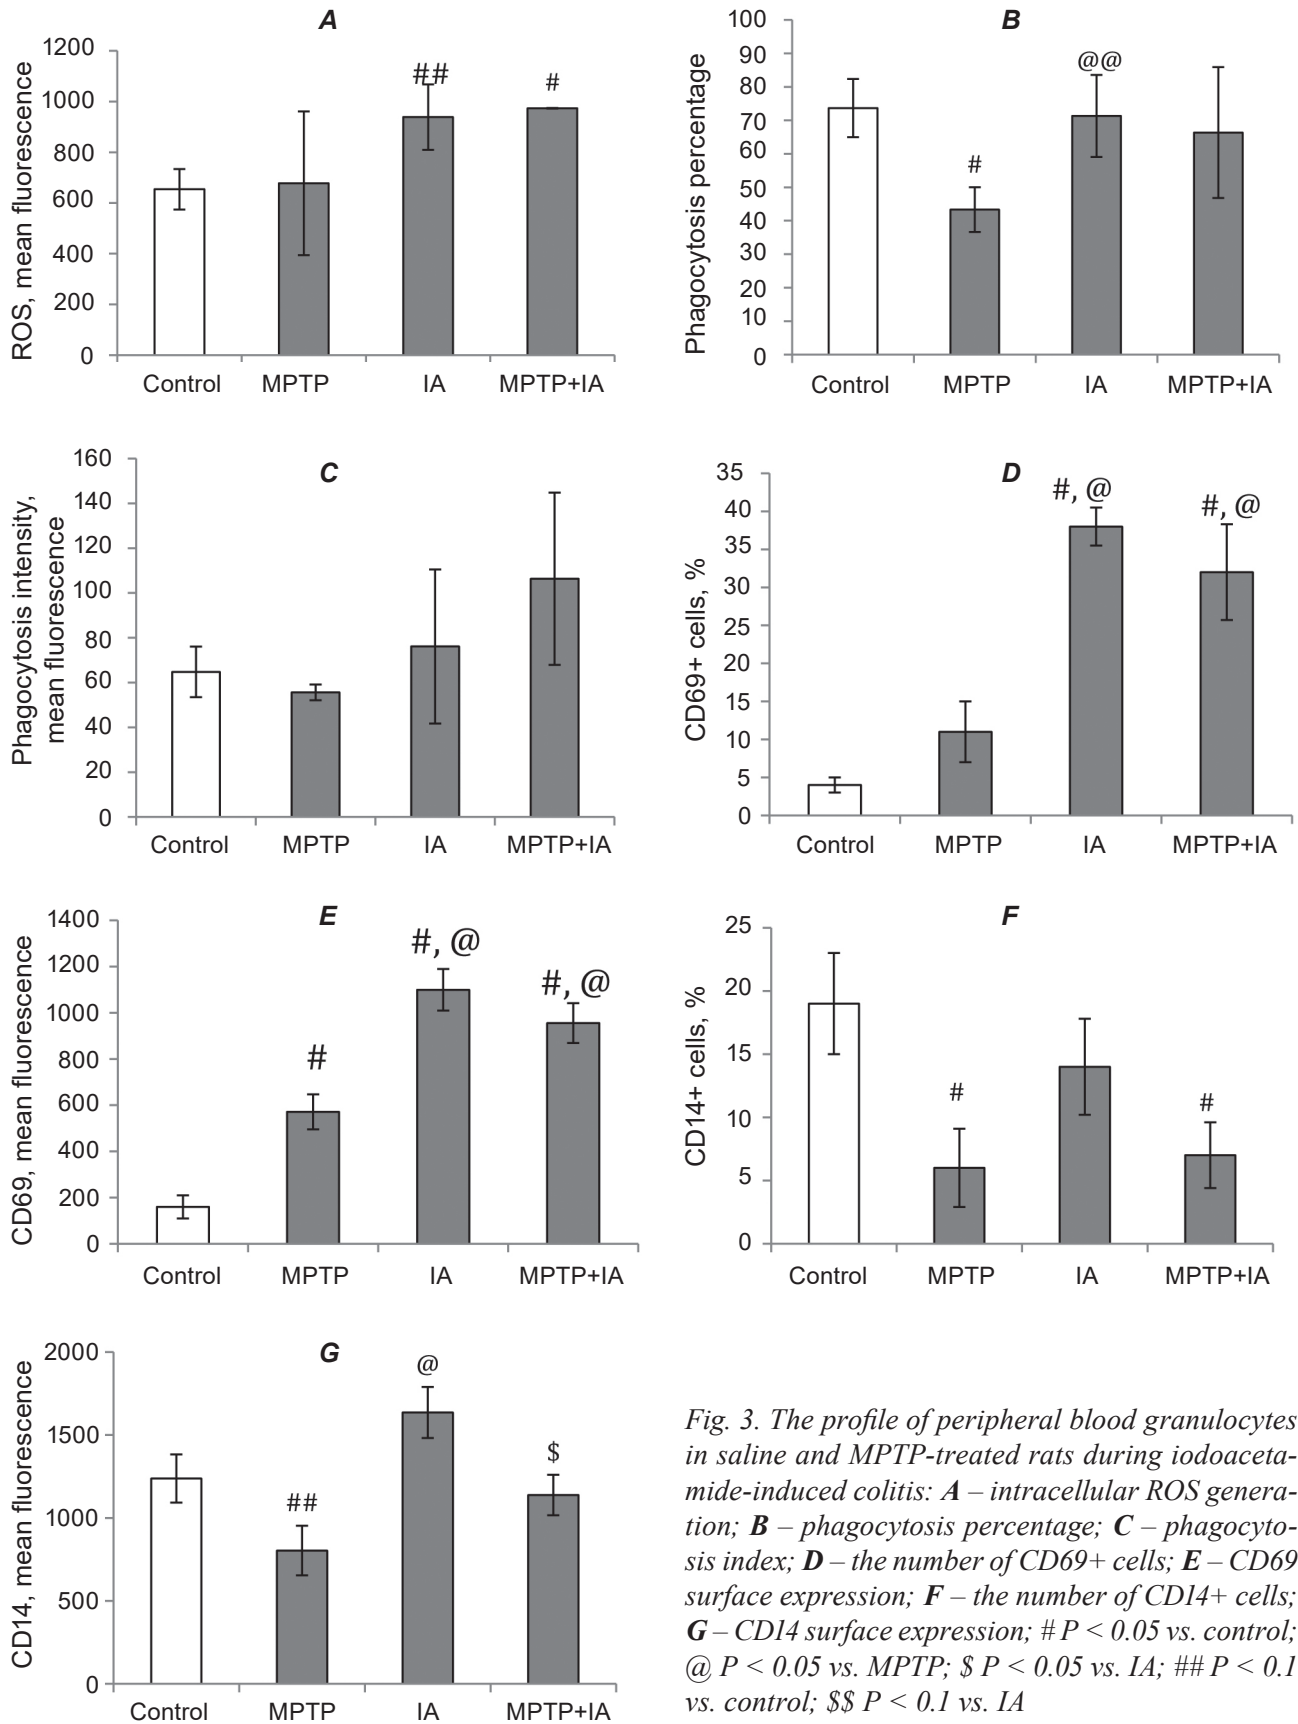 A
ROS, mean fluorescence
1200
1000
800
600
400
200
0
##
#
Control MPTP IA MPTP+IA
B
Phagocytosis percentage
100
90
80
70
60
50
40
30
20
10
0
#
@@
Control MPTP IA MPTP+IA
C
Phagocytosis intensity,
mean fluorescence
160
140
120
100
80
60
40
20
0
Control MPTP IA MPTP+IA
D
CD69+ cells, %
35
40
35
30
25
20
15
10
5
0
#, @
#, @
Control MPTP IA MPTP+IA
E
CD69, mean fluorescence
1400
1200
1000
800
600
400
200
0
#
#, @
#, @
Control MPTP IA MPTP+IA
F
CD14+ cells, %
25
20
15
10
5
0
#
#
Control MPTP IA MPTP+IA
G
CD14, mean fluorescence
2000
1500
1000
500
0
##
@
$
Control MPTP IA MPTP+IA
Fig. 3. The profile of peripheral blood granulocytes
in saline and MPTP-treated rats during iodoaceta-
mide-induced colitis: A – intracellular ROS genera-
tion; B – phagocytosis percentage; C – phagocyto-
sis index; D – the number of CD69+ cells; E – CD69
surface expression; F – the number of CD14+ cells;
G – CD14 surface expression; # P < 0.05 vs. control;
@ P < 0.05 vs. MPTP; $ P < 0.05 vs. IA; ## P < 0.1
vs. control; $$ P < 0.1 vs. IA